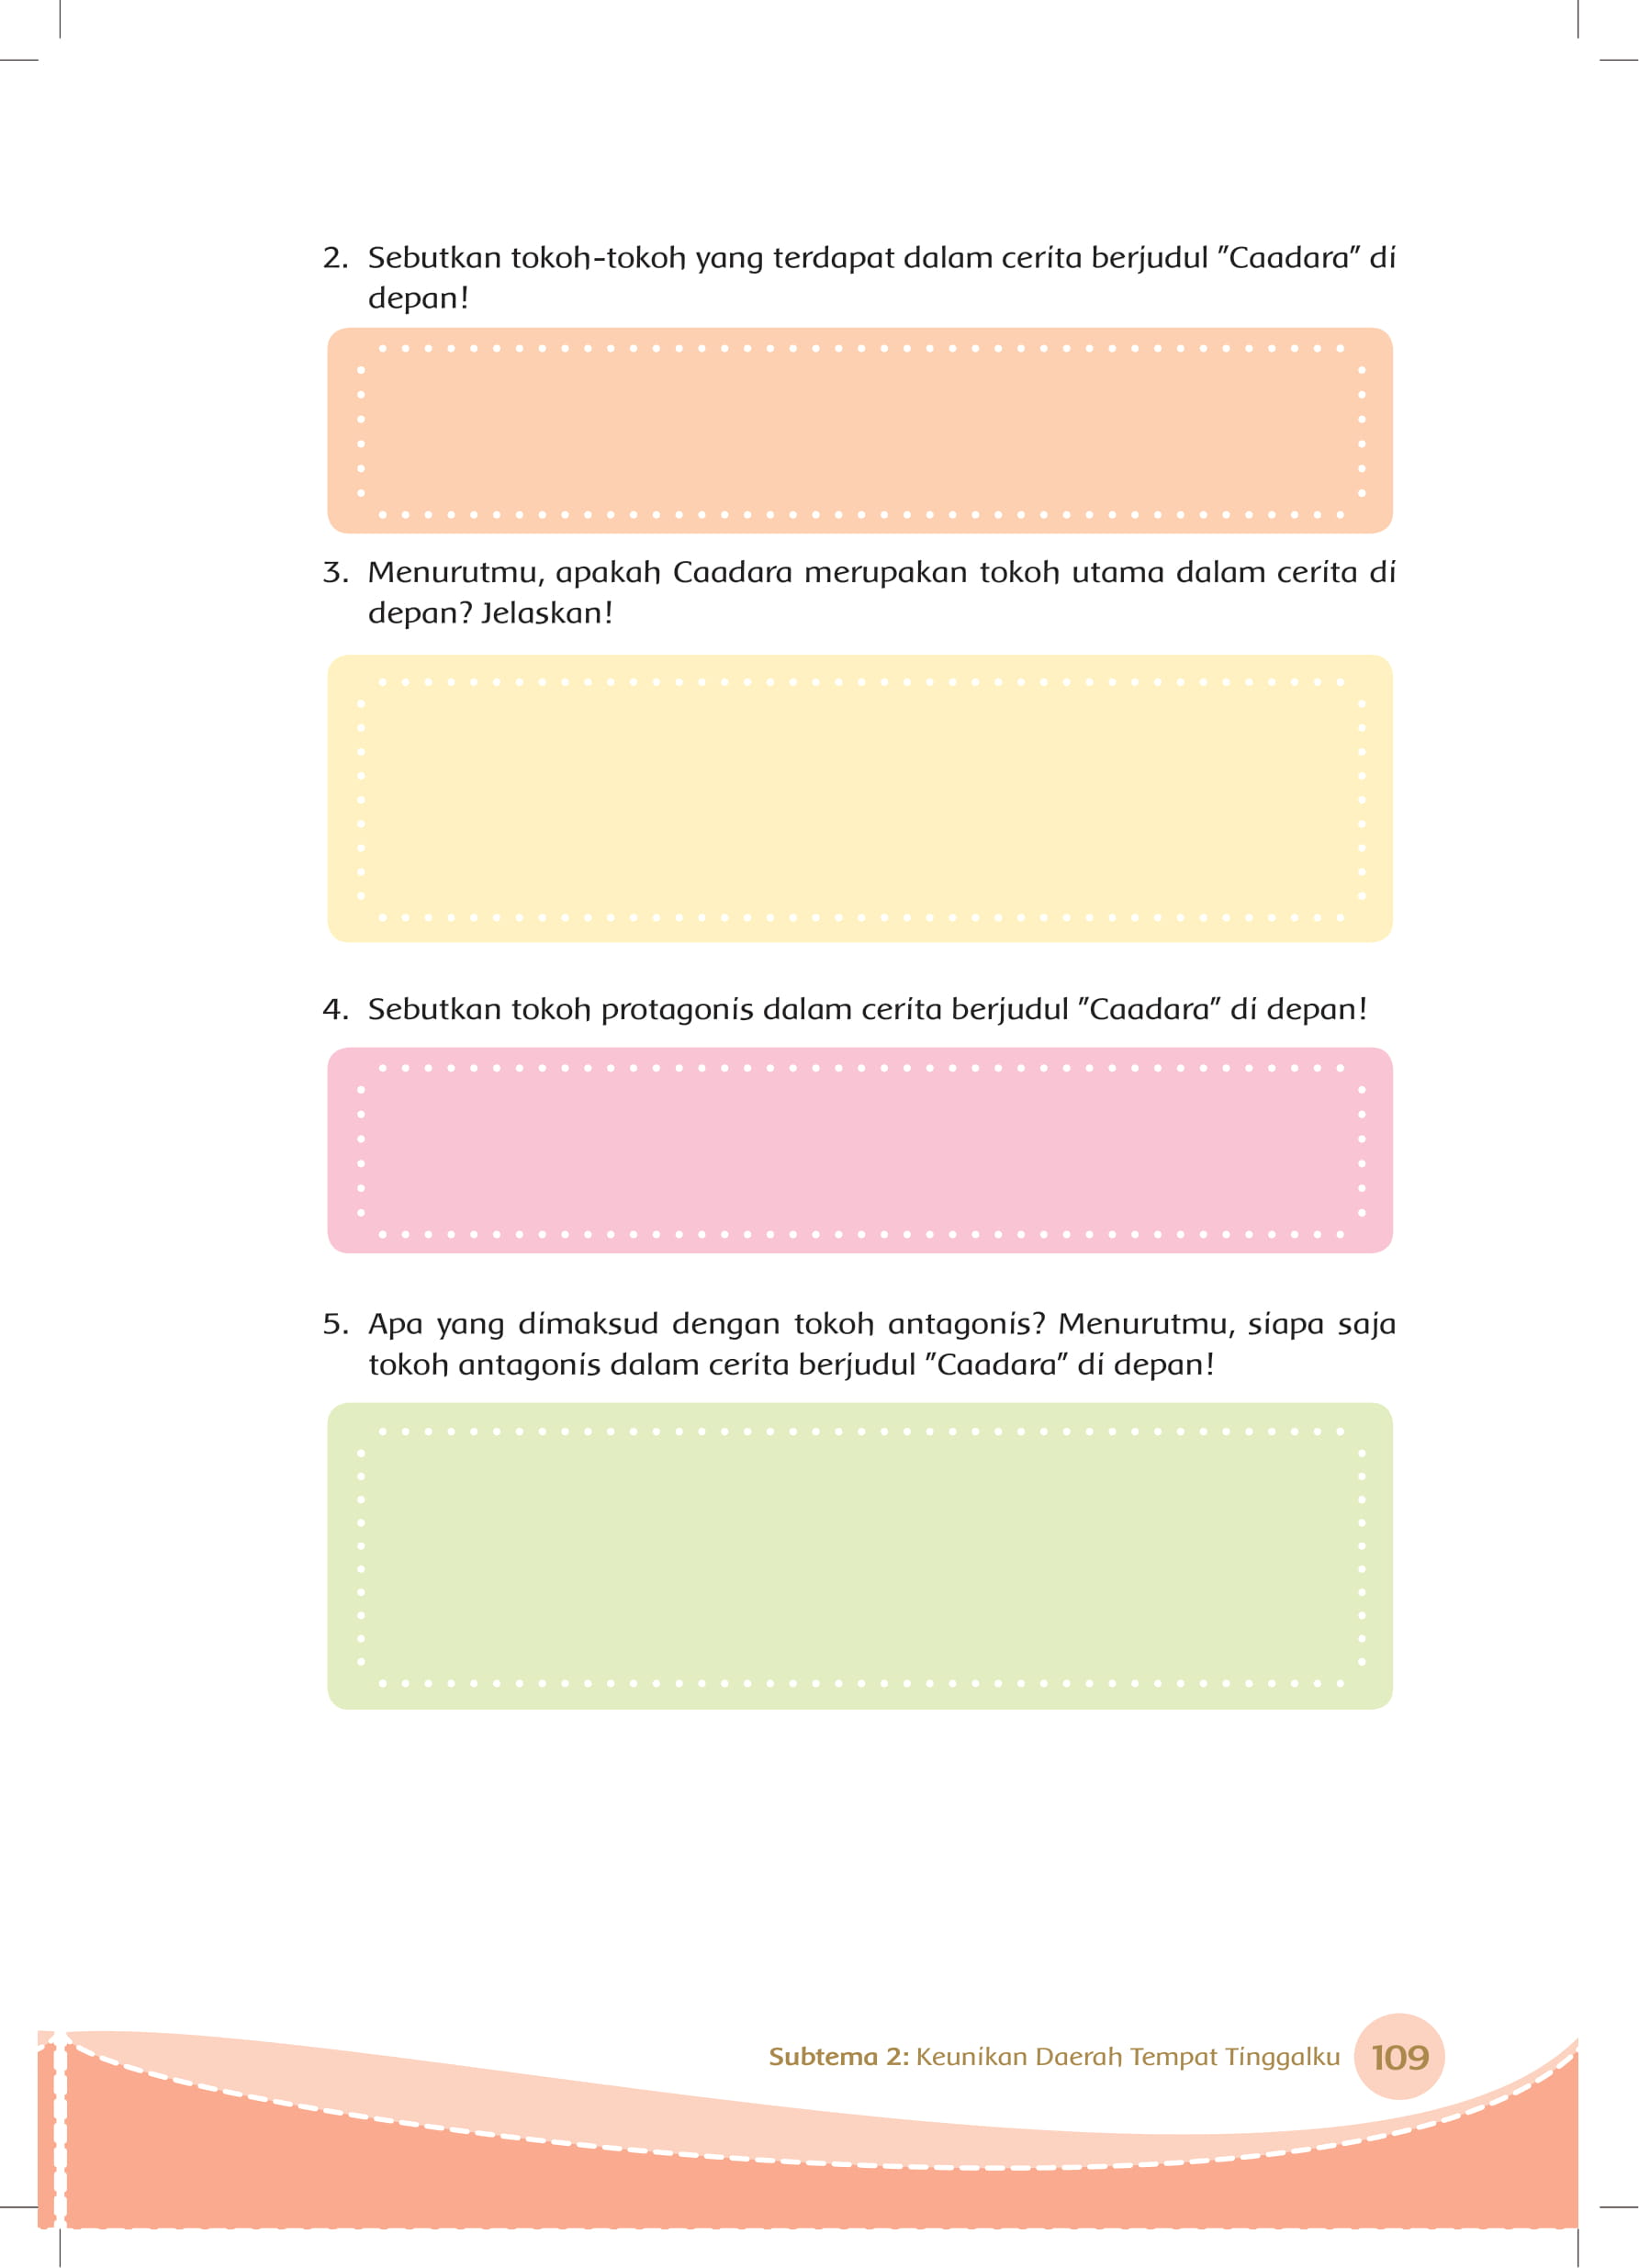 2. Sebutkan tokoh-tokoh yang terdapat dalam cerita berjudul "Caadara" di
depan!
3. Menurutmu, apakah Caadara merupakan tokoh utama dalam cerita di
depan? Jelaskan!
4. Sebutkan tokoh protagonis dalam cerita berjudul "Caadara" di depan!
5. Apa yang dimaksud dengan tokoh antagonis? Menurutmu, siapa saja
tokoh antagonis dalam cerita berjudul "Caadara" di depan!
Subtema 2: Keunikan Daerah Tempat Tinggalku 109